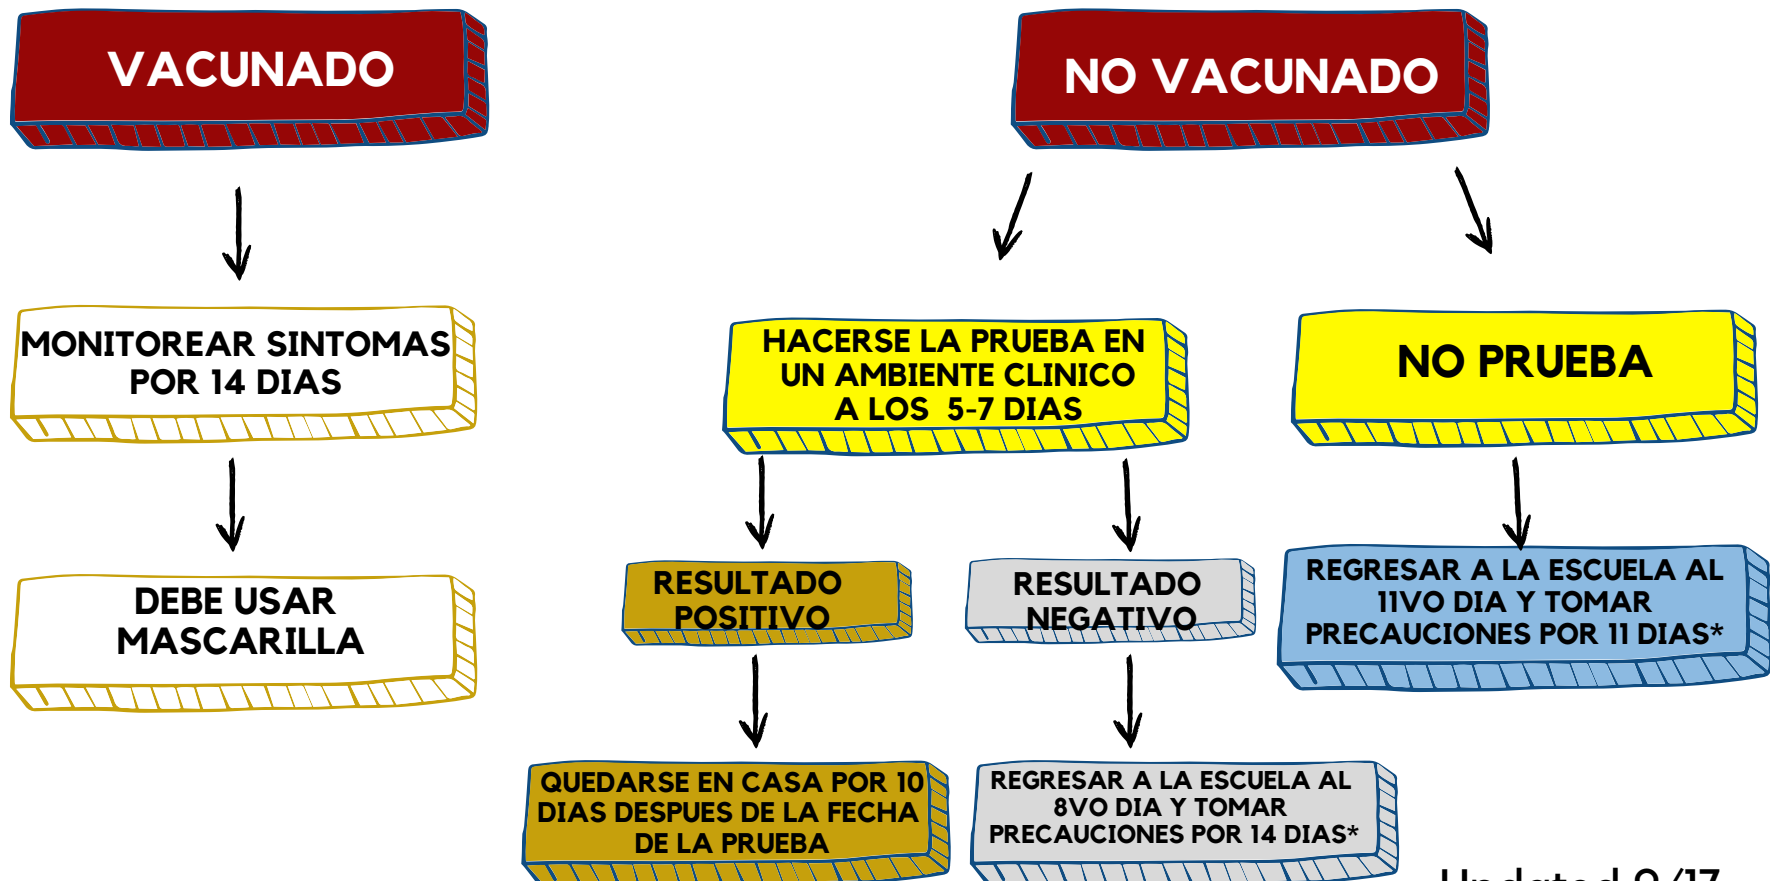 VACUNADO
NO VACUNADO
MONITOREAR SINTOMAS
POR 14 DIAS
HACERSE LA PRUEBA EN
UN AMBIENTE CLINICO
A LOS 5-7 DIAS
NO PRUEBA
DEBE USAR
MASCARILLA
RESULTADO
POSITIVO
RESULTADO
NEGATIVO
REGRESAR A LA ESCUELA AL
11VO DIA Y TOMAR
PRECAUCIONES POR 11 DIAS*
QUEDARSE EN CASA POR 10
DIAS DESPUES DE LA FECHA
DE LA PRUEBA
REGRESAR A LA ESCUELA AL
8VO DIA Y TOMAR
PRECAUCIONES POR 14 DIAS*
Updated